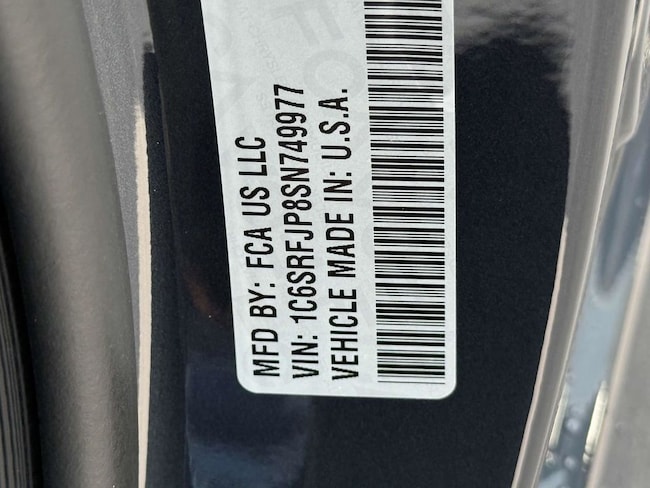 MFD BY: FCA US LLC
VIN: 1C6SRFJP8SN749977
VEHICLE MADE IN: U.S.A.